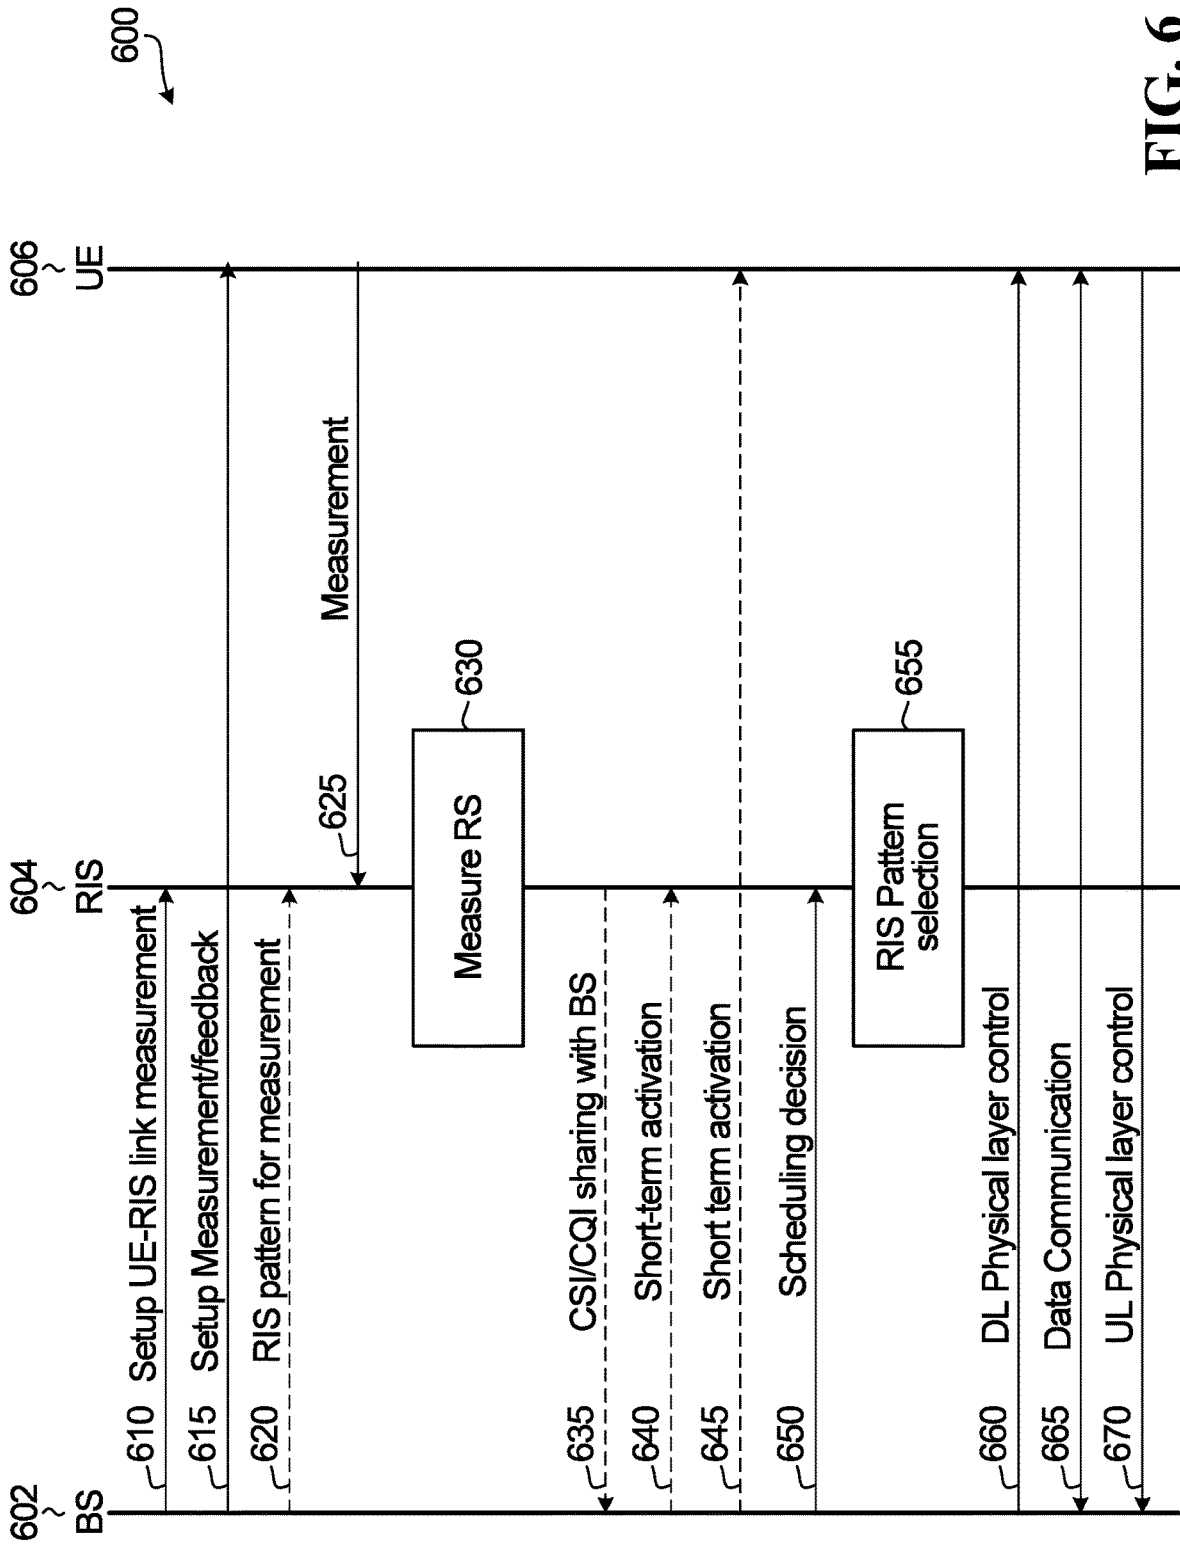 600
602
BS
604
RIS
606
UE
610
Setup UE-RIS link measurement
615
Setup Measurement/feedback
620
RIS pattern for measurement
625
Measurement
Measure RS
630
635
CSI/CQI sharing with BS
640
Short-term activation
645
Short term activation
650
Scheduling decision
RIS Pattern
selection
655
660
DL Physical layer control
665
Data Communication
670
UL Physical layer control
FIG. 6